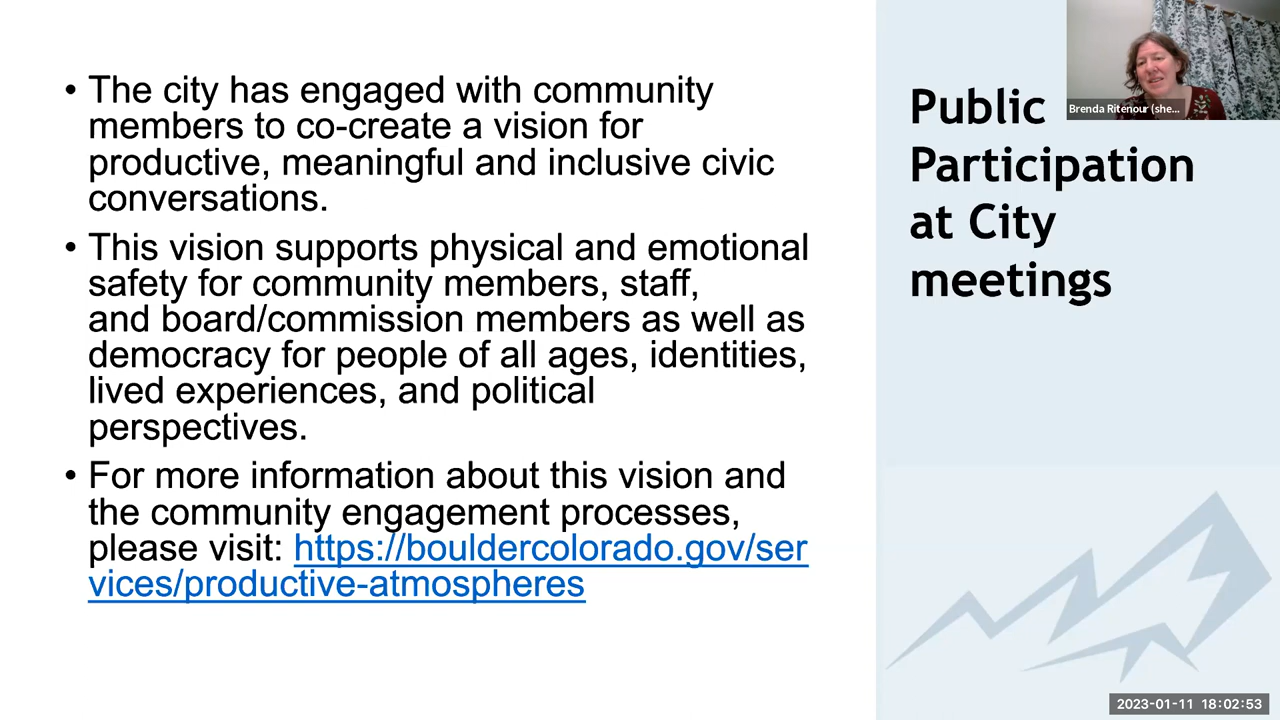 • The city has engaged with community
members to co-create a vision for
productive, meaningful and inclusive civic
conversations.
• This vision supports physical and emotional
safety for community members, staff,
and board/commission members as well as
democracy for people of all ages, identities,
lived experiences, and political
perspectives.
• For more information about this vision and
the community engagement processes,
please visit: https://bouldercolorado.gov/ser
vices/productive-atmospheres
Public
Participation
at City
meetings
Brenda Ritenour (she...
2023-01-11 18:02:53